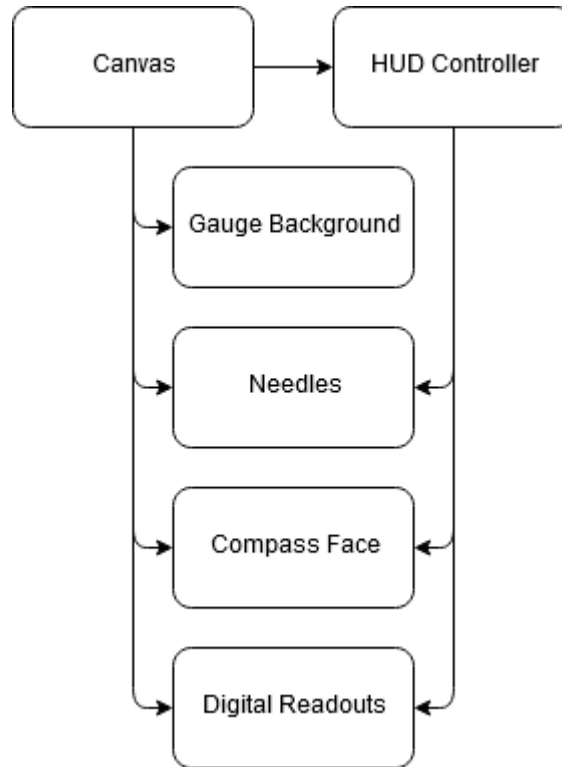 Canvas
HUD Controller
Gauge Background
Needles
Compass Face
Digital Readouts